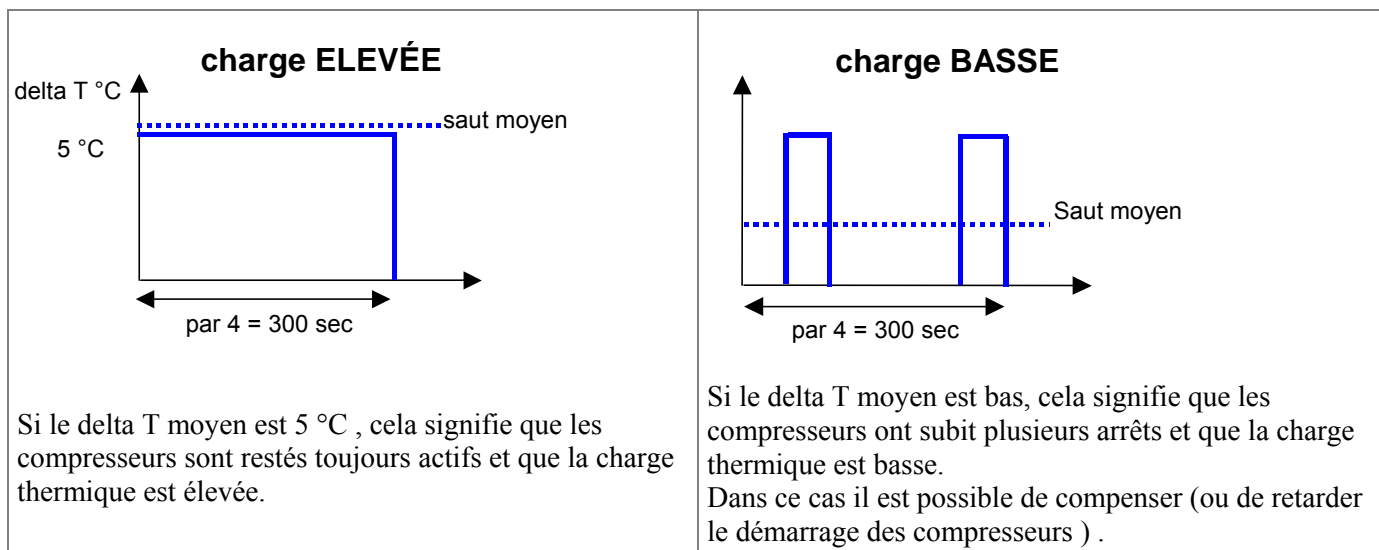 charge ELEVÉE
delta T °C
saut moyen
5 °C
par 4 = 300 sec
Si le delta T moyen est 5 °C , cela signifie que les
compresseurs sont restés toujours actifs et que la charge
thermique est élevée.
charge BASSE
Saut moyen
par 4 = 300 sec
Si le delta T moyen est bas, cela signifie que les
compresseurs ont subit plusieurs arrêts et que la charge
thermique est basse.
Dans ce cas il est possible de compenser (ou de retarder
le démarrage des compresseurs ) .